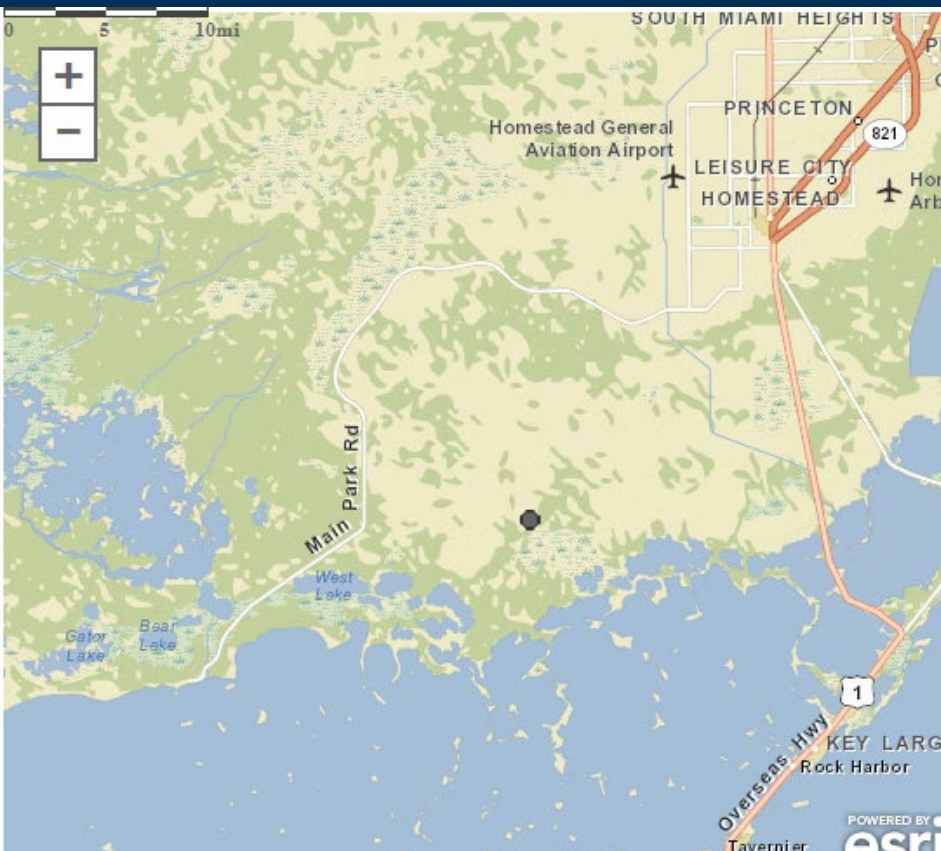 0 5 10mi
+
−
SOUTH MIAMI HEIGHTS
PRINCETON
821
Homestead General
Aviation Airport
LEISURE CITY
HOMESTEAD
Main Park Rd
West
Lake
Bear
Lake
Gator
Lake
1
Overseas Hwy
KEY LARG
Rock Harbor
Tavernier
POWERED BY
esri